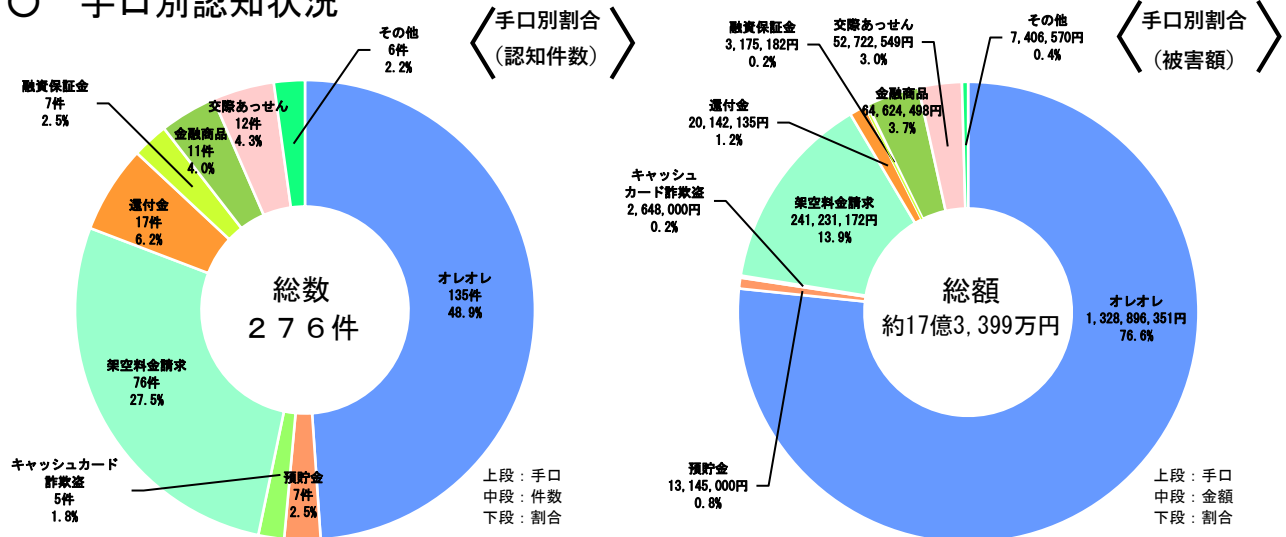 ○ 手口別認知状況
手口別割合
(認知件数)
その他
6件
2.2%
融資保証金
7件
2.5%
交際あっせん
12件
4.3%
金融商品
11件
4.0%
還付金
17件
6.2%
オレオレ
135件
48.9%
総数
276件
架空料金請求
76件
27.5%
キャッシュカード
詐欺盗
5件
1.8%
預貯金
7件
2.5%
上段：手口
中段：件数
下段：割合
手口別割合
(被害額)
融資保証金
3,175,182円
0.2%
交際あっせん
52,722,549円
3.0%
その他
7,406,570円
0.4%
還付金
20,142,135円
1.2%
金融商品
64,624,498円
3.7%
キャッシュ
カード詐欺盗
2,648,000円
0.2%
架空料金請求
241,231,172円
13.9%
総額
約17億3,399万円
オレオレ
1,328,896,351円
76.6%
預貯金
13,145,000円
0.8%
上段：手口
中段：金額
下段：割合